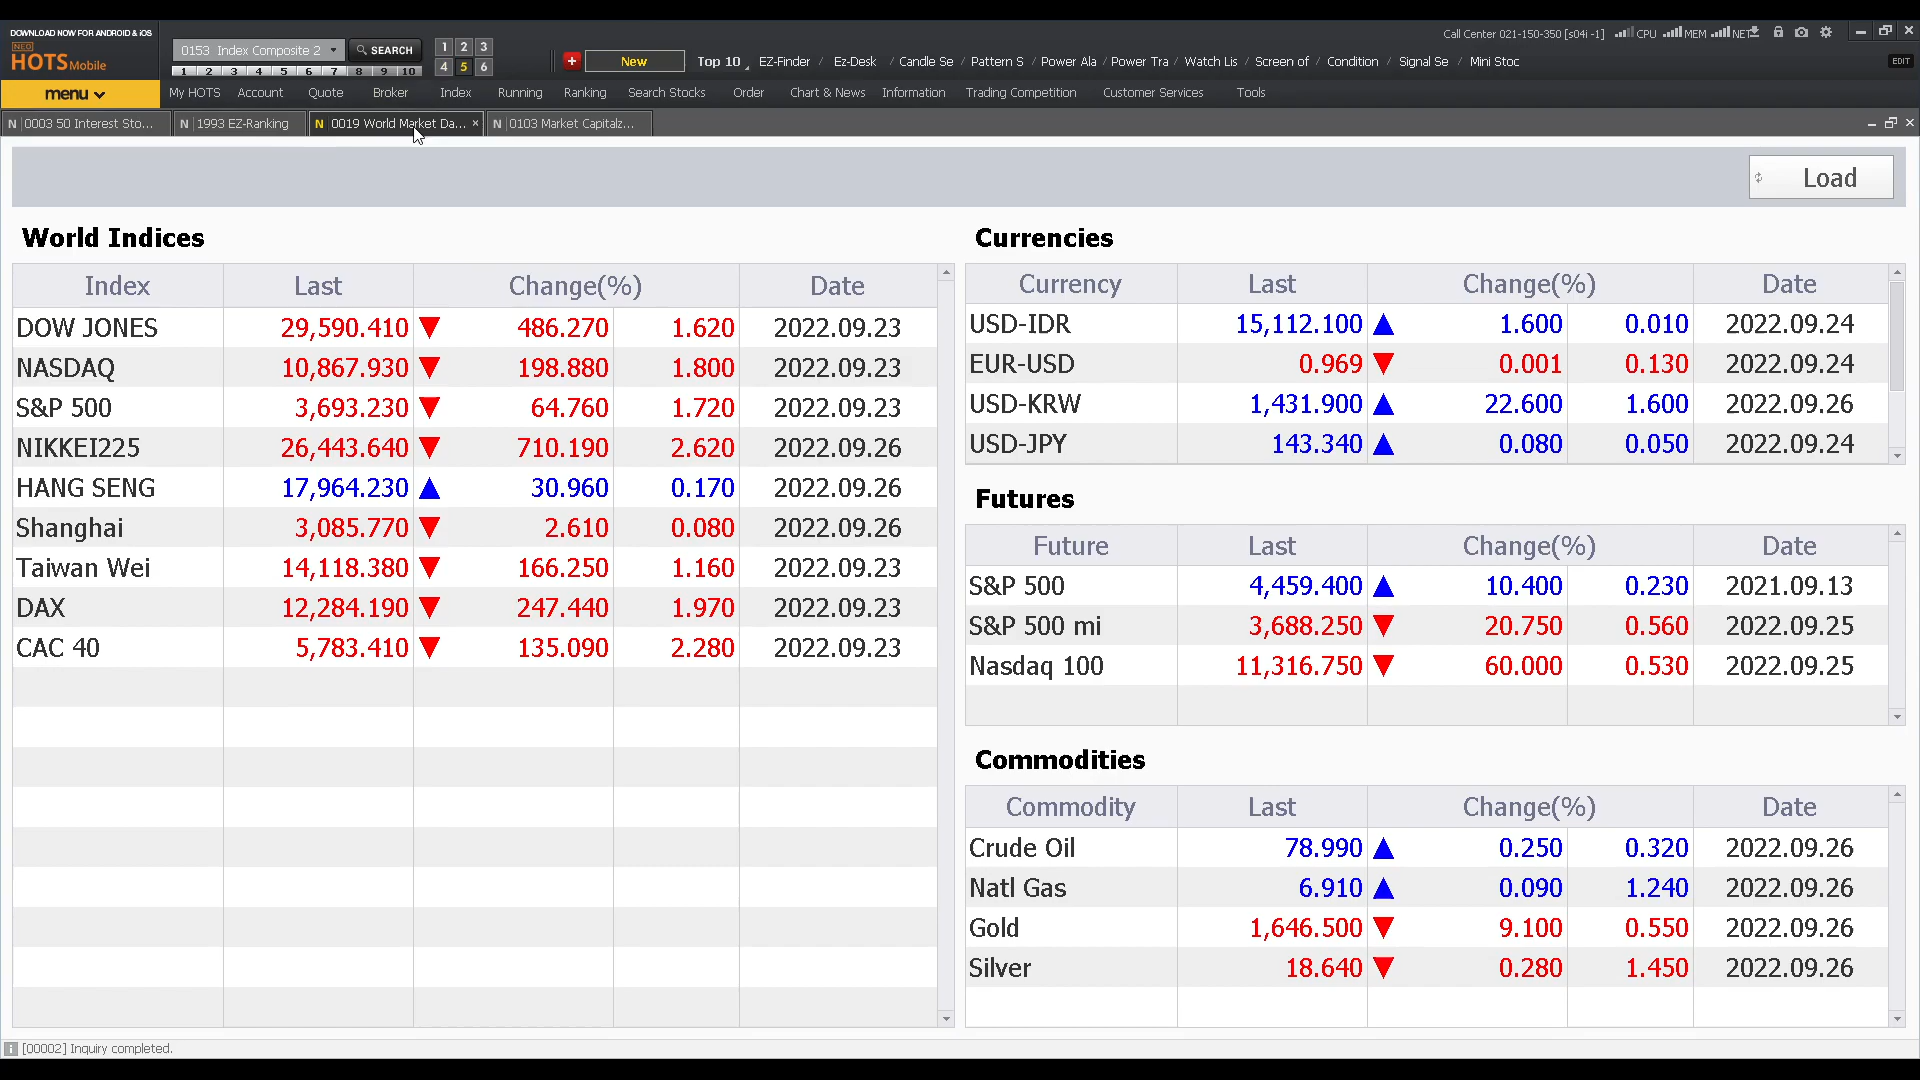 DOWNLOAD NOW FOR ANDROID & iOS
NEO
HOTS Mobile
0153 Index Composite 2
SEARCH
1 2 3 4 5 6 7 8 9 10
1 2 3
4 5 6
New
Top 10
EZ-Finder / Ez-Desk / Candle Se / Pattern S / Power Ala / Power Tra / Watch Lis / Screen of / Condition / Signal Se / Mini Stoc
Call Center 021-150-350 [s04i -1] CPU MEM NET
EDIT
menu
My HOTS Account Quote Broker Index Running Ranking Search Stocks Order Chart & News Information Trading Competition Customer Services Tools
N 0003 50 Interest Sto... N 1993 EZ-Ranking N 0019 World Market Da... × N 0103 Market Capitalz...
Load
World Indices
Index Last Change(%) Date
DOW JONES 29,590.410 ▼ 486.270 1.620 2022.09.23
NASDAQ 10,867.930 ▼ 198.880 1.800 2022.09.23
S&P 500 3,693.230 ▼ 64.760 1.720 2022.09.23
NIKKEI225 26,443.640 ▼ 710.190 2.620 2022.09.26
HANG SENG 17,964.230 ▲ 30.960 0.170 2022.09.26
Shanghai 3,085.770 ▼ 2.610 0.080 2022.09.26
Taiwan Wei 14,118.380 ▼ 166.250 1.160 2022.09.23
DAX 12,284.190 ▼ 247.440 1.970 2022.09.23
CAC 40 5,783.410 ▼ 135.090 2.280 2022.09.23
Currencies
Currency Last Change(%) Date
USD-IDR 15,112.100 ▲ 1.600 0.010 2022.09.24
EUR-USD 0.969 ▼ 0.001 0.130 2022.09.24
USD-KRW 1,431.900 ▲ 22.600 1.600 2022.09.26
USD-JPY 143.340 ▲ 0.080 0.050 2022.09.24
Futures
Future Last Change(%) Date
S&P 500 4,459.400 ▲ 10.400 0.230 2021.09.13
S&P 500 mi 3,688.250 ▼ 20.750 0.560 2022.09.25
Nasdaq 100 11,316.750 ▼ 60.000 0.530 2022.09.25
Commodities
Commodity Last Change(%) Date
Crude Oil 78.990 ▲ 0.250 0.320 2022.09.26
Natl Gas 6.910 ▲ 0.090 1.240 2022.09.26
Gold 1,646.500 ▼ 9.100 0.550 2022.09.26
Silver 18.640 ▼ 0.280 1.450 2022.09.26
[00002] Inquiry completed.